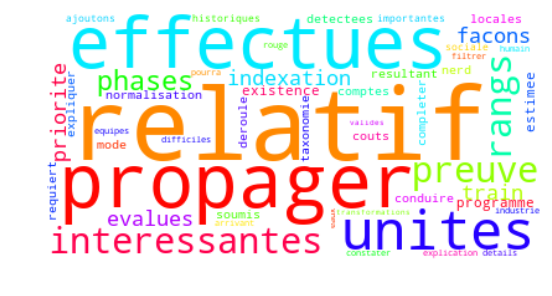 ajoutons
historiques
detectees
importantes
locales
effectues
rouge
facons
sociale
humain
filtrer
phases
pourra
indexation
resultant
nerd
rangs
priorite
expliquer
normalisation
existence
comptes
completer
estimee
relatif
equipes
mode
difficiles
deroule
taxonomie
valides
couts
propager
preuve
train
requiert
conduire
programme
evalues
soumis
arrivant
transformations
industrie
unites
interessantes
constater
explication
details